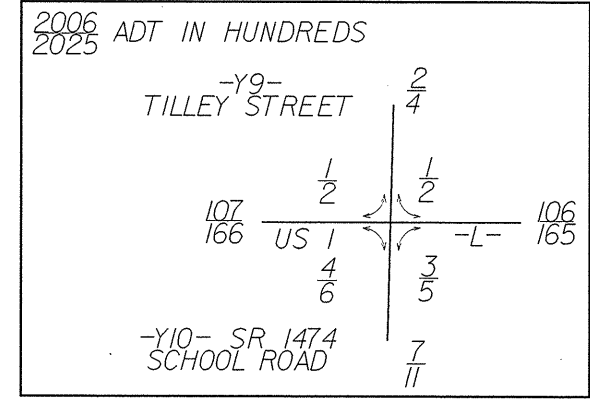 2006
2025 ADT IN HUNDREDS
-Y9-
TILLEY STREET
2
4
1
2
1
2
107
166
US 1
-L-
106
165
4
6
3
5
-Y10- SR 1474
SCHOOL ROAD
7
11